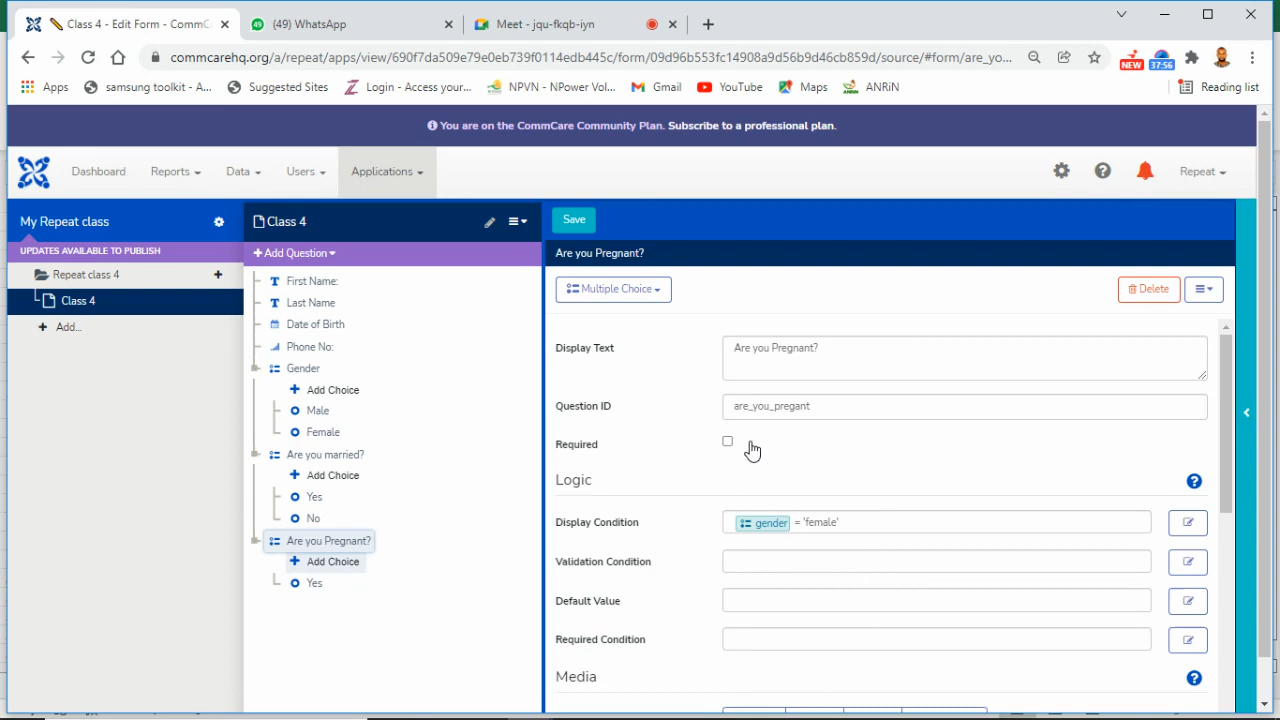 Class 4 - Edit Form - CommC
(49) WhatsApp
Meet - jqu-fkqb-iyn
commcarehq.org/a/repeat/apps/view/690f7da509e79e0eb739f0114edb445c/form/09d96b553fc14908a9d5b9d46cb859d9/source/#form/are_yo...
NEW
37:56
Apps
samsung toolkit - A...
Suggested Sites
Login - Access your...
NPVN - NPower Vol...
Gmail
YouTube
Maps
ANRiN
Reading list
You are on the CommCare Community Plan. Subscribe to a professional plan.
Dashboard
Reports
Data
Users
Applications
Repeat
My Repeat class
Class 4
Save
UPDATES AVAILABLE TO PUBLISH
Add Question
Are you Pregnant?
Repeat class 4
Class 4
Add...
First Name:
Last Name
Date of Birth
Phone No:
Gender
Add Choice
Male
Female
Are you married?
Add Choice
Yes
No
Are you Pregnant?
Add Choice
Yes
Multiple Choice
Delete
Display Text
Are you Pregnant?
Question ID
are_you_pregant
Required
Logic
Display Condition
gender = 'female'
Validation Condition
Default Value
Required Condition
Media